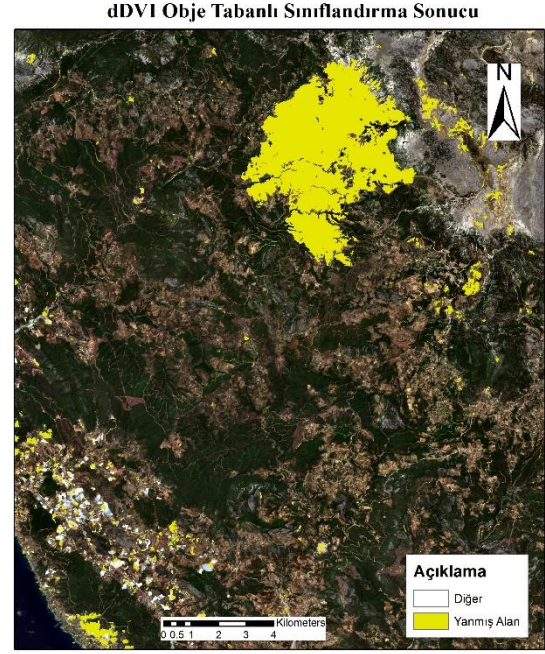 dDVI Obje Tabanlı Sınıflandırma Sonucu
N
Açıklama
Diğer
Yanmış Alan
Kilometers
0 0.5 1 2 3 4